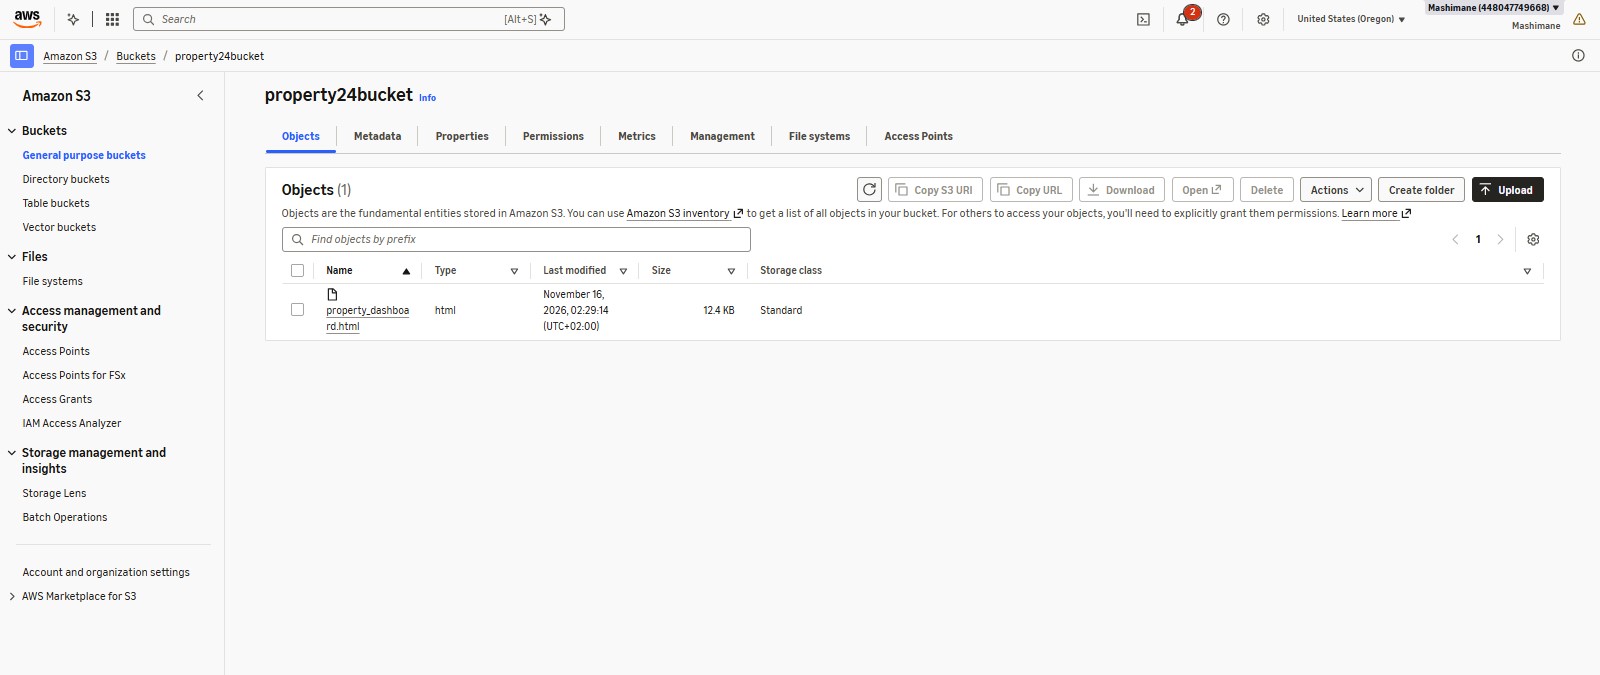 aws
Search
[Alt+S]
2
United States (Oregon)
Mashimane (448047749668)
Mashimane
Amazon S3 / Buckets / property24bucket
Amazon S3
Buckets
General purpose buckets
Directory buckets
Table buckets
Vector buckets
Files
File systems
Access management and
security
Access Points
Access Points for FSx
Access Grants
IAM Access Analyzer
Storage management and
insights
Storage Lens
Batch Operations
Account and organization settings
AWS Marketplace for S3
property24bucket Info
Objects Metadata Properties Permissions Metrics Management File systems Access Points
Objects (1)
Copy S3 URI Copy URL Download Open Delete Actions Create folder Upload
Objects are the fundamental entities stored in Amazon S3. You can use Amazon S3 inventory to get a list of all objects in your bucket. For others to access your objects, you'll need to explicitly grant them permissions. Learn more
Find objects by prefix
1
Name Type Last modified Size Storage class
property_dashboa
rd.html
html
November 16,
2026, 02:29:14
(UTC+02:00)
12.4 KB
Standard